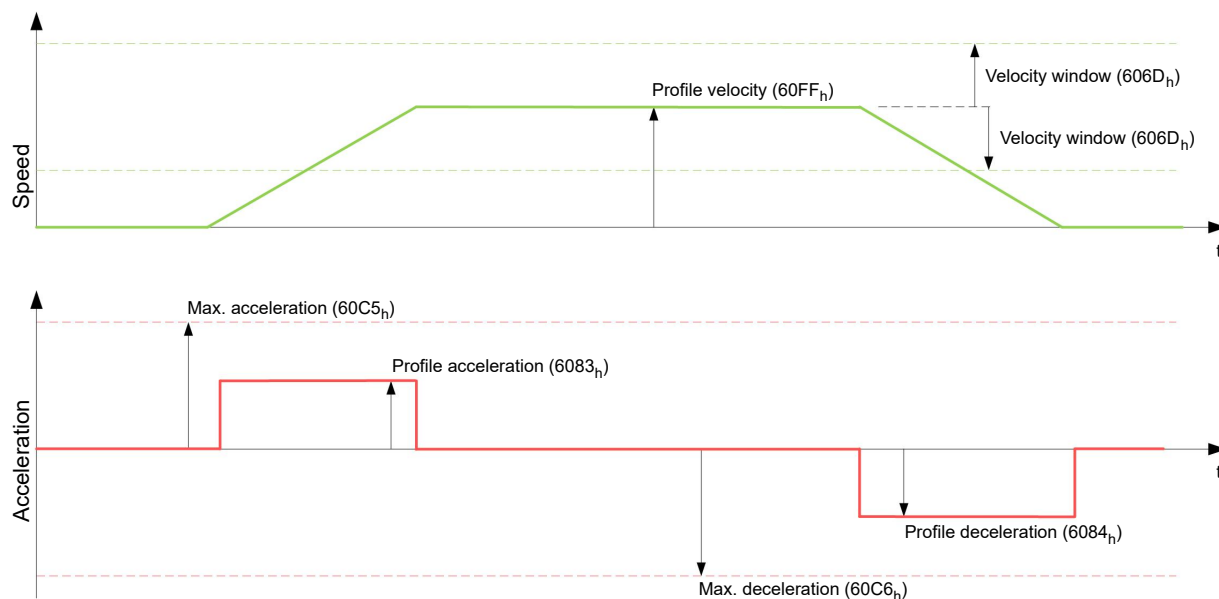 Velocity window (606Dh)
Profile velocity (60FFh)
Velocity window (606Dh)
Speed
t
Max. acceleration (60C5h)
Profile acceleration (6083h)
Acceleration
t
Profile deceleration (6084h)
Max. deceleration (60C6h)